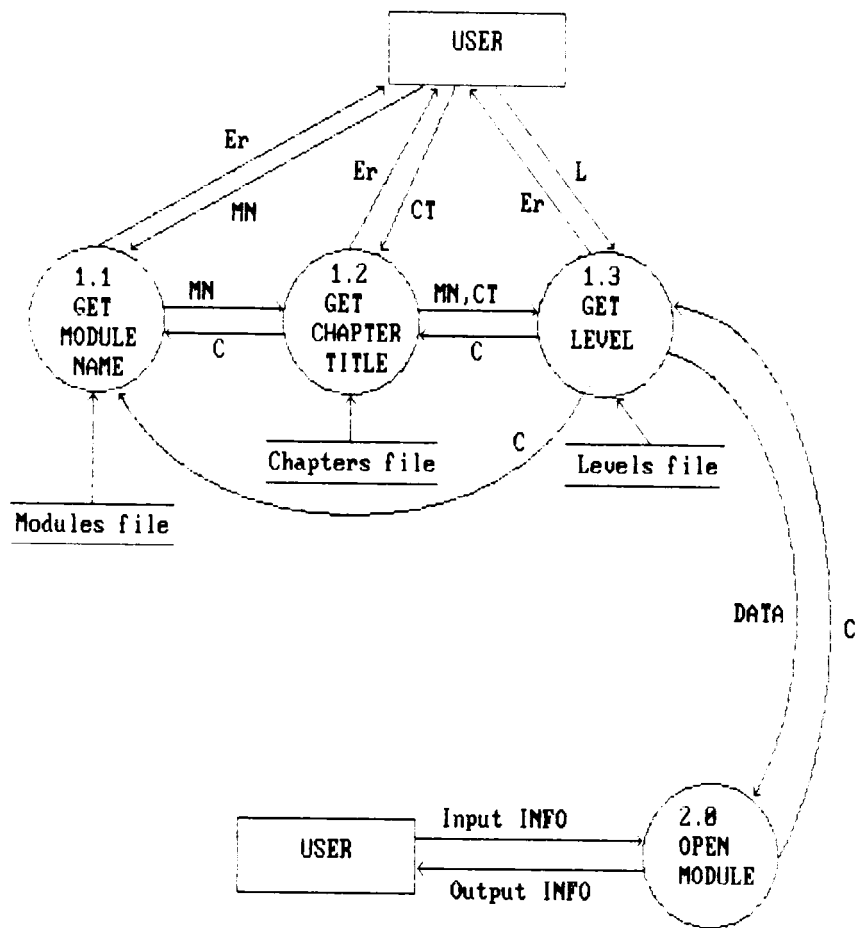 USER
Er
MN
Er
CT
L
Er
1.1
GET
MODULE
NAME
MN
C
1.2
GET
CHAPTER
TITLE
MN,CT
C
1.3
GET
LEVEL
C
Modules file
Chapters file
Levels file
DATA
C
USER
Input INFO
Output INFO
2.0
OPEN
MODULE